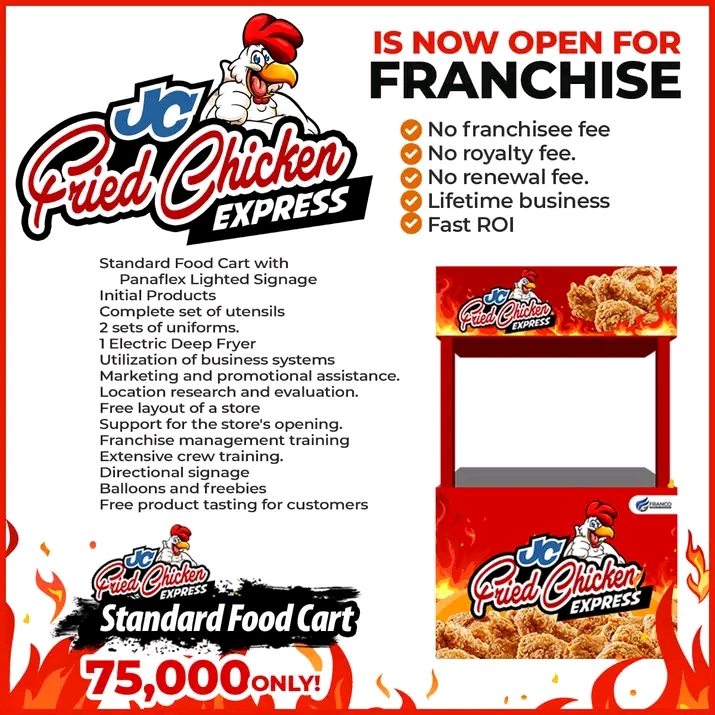 JC
Fried Chicken
EXPRESS
IS NOW OPEN FOR
FRANCHISE
No franchisee fee
No royalty fee.
No renewal fee.
Lifetime business
Fast ROI
Standard Food Cart with
Panaflex Lighted Signage
Initial Products
Complete set of utensils
2 sets of uniforms.
1 Electric Deep Fryer
Utilization of business systems
Marketing and promotional assistance.
Location research and evaluation.
Free layout of a store
Support for the store's opening.
Franchise management training
Extensive crew training.
Directional signage
Balloons and freebies
Free product tasting for customers
JC
Fried Chicken
EXPRESS
FRANCO
JC
Fried Chicken
EXPRESS
JC
Fried Chicken
EXPRESS
Standard Food Cart
75,000 ONLY!